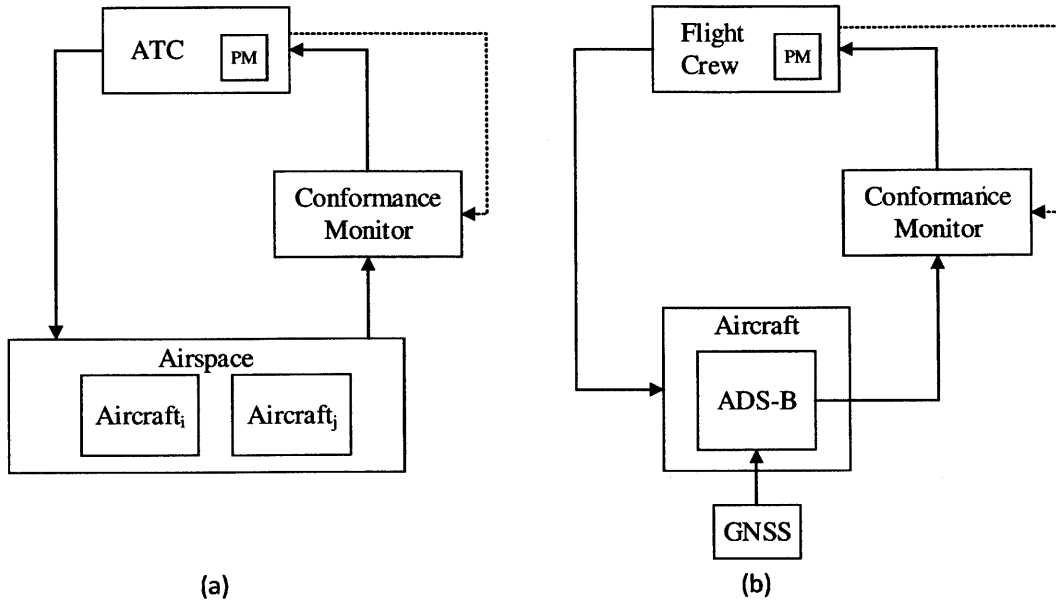 ATC
PM
Conformance
Monitor
Airspace
Aircraftᵢ
Aircraftⱼ
(a)
Flight
Crew
PM
Conformance
Monitor
Aircraft
ADS-B
GNSS
(b)